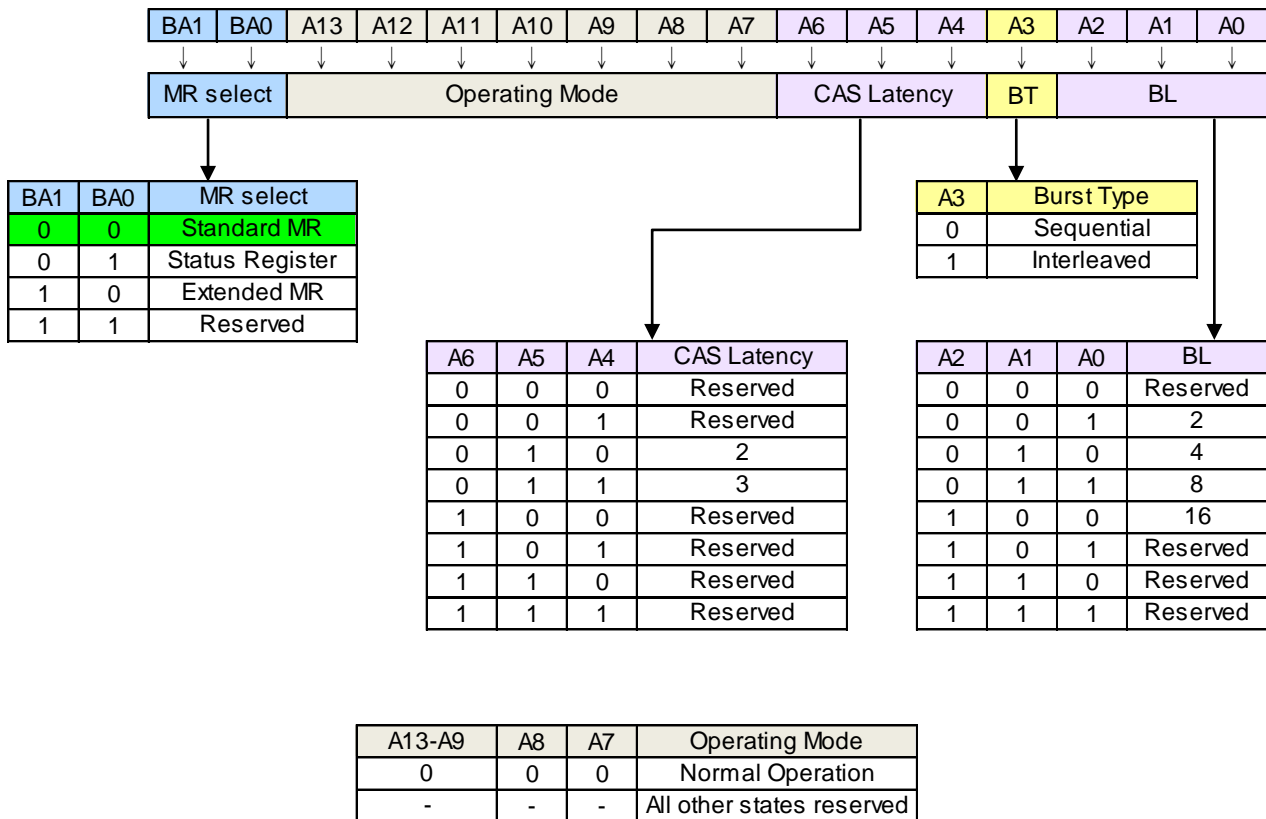 BA1 BA0 A13 A12 A11 A10 A9 A8 A7 A6 A5 A4 A3 A2 A1 A0
MR select Operating Mode CAS Latency BT BL
BA1 BA0 MR select
0 0 Standard MR
0 1 Status Register
1 0 Extended MR
1 1 Reserved
A3 Burst Type
0 Sequential
1 Interleaved
A6 A5 A4 CAS Latency
0 0 0 Reserved
0 0 1 Reserved
0 1 0 2
0 1 1 3
1 0 0 Reserved
1 0 1 Reserved
1 1 0 Reserved
1 1 1 Reserved
A2 A1 A0 BL
0 0 0 Reserved
0 0 1 2
0 1 0 4
0 1 1 8
1 0 0 16
1 0 1 Reserved
1 1 0 Reserved
1 1 1 Reserved
A13-A9 A8 A7 Operating Mode
0 0 0 Normal Operation
- - - All other states reserved